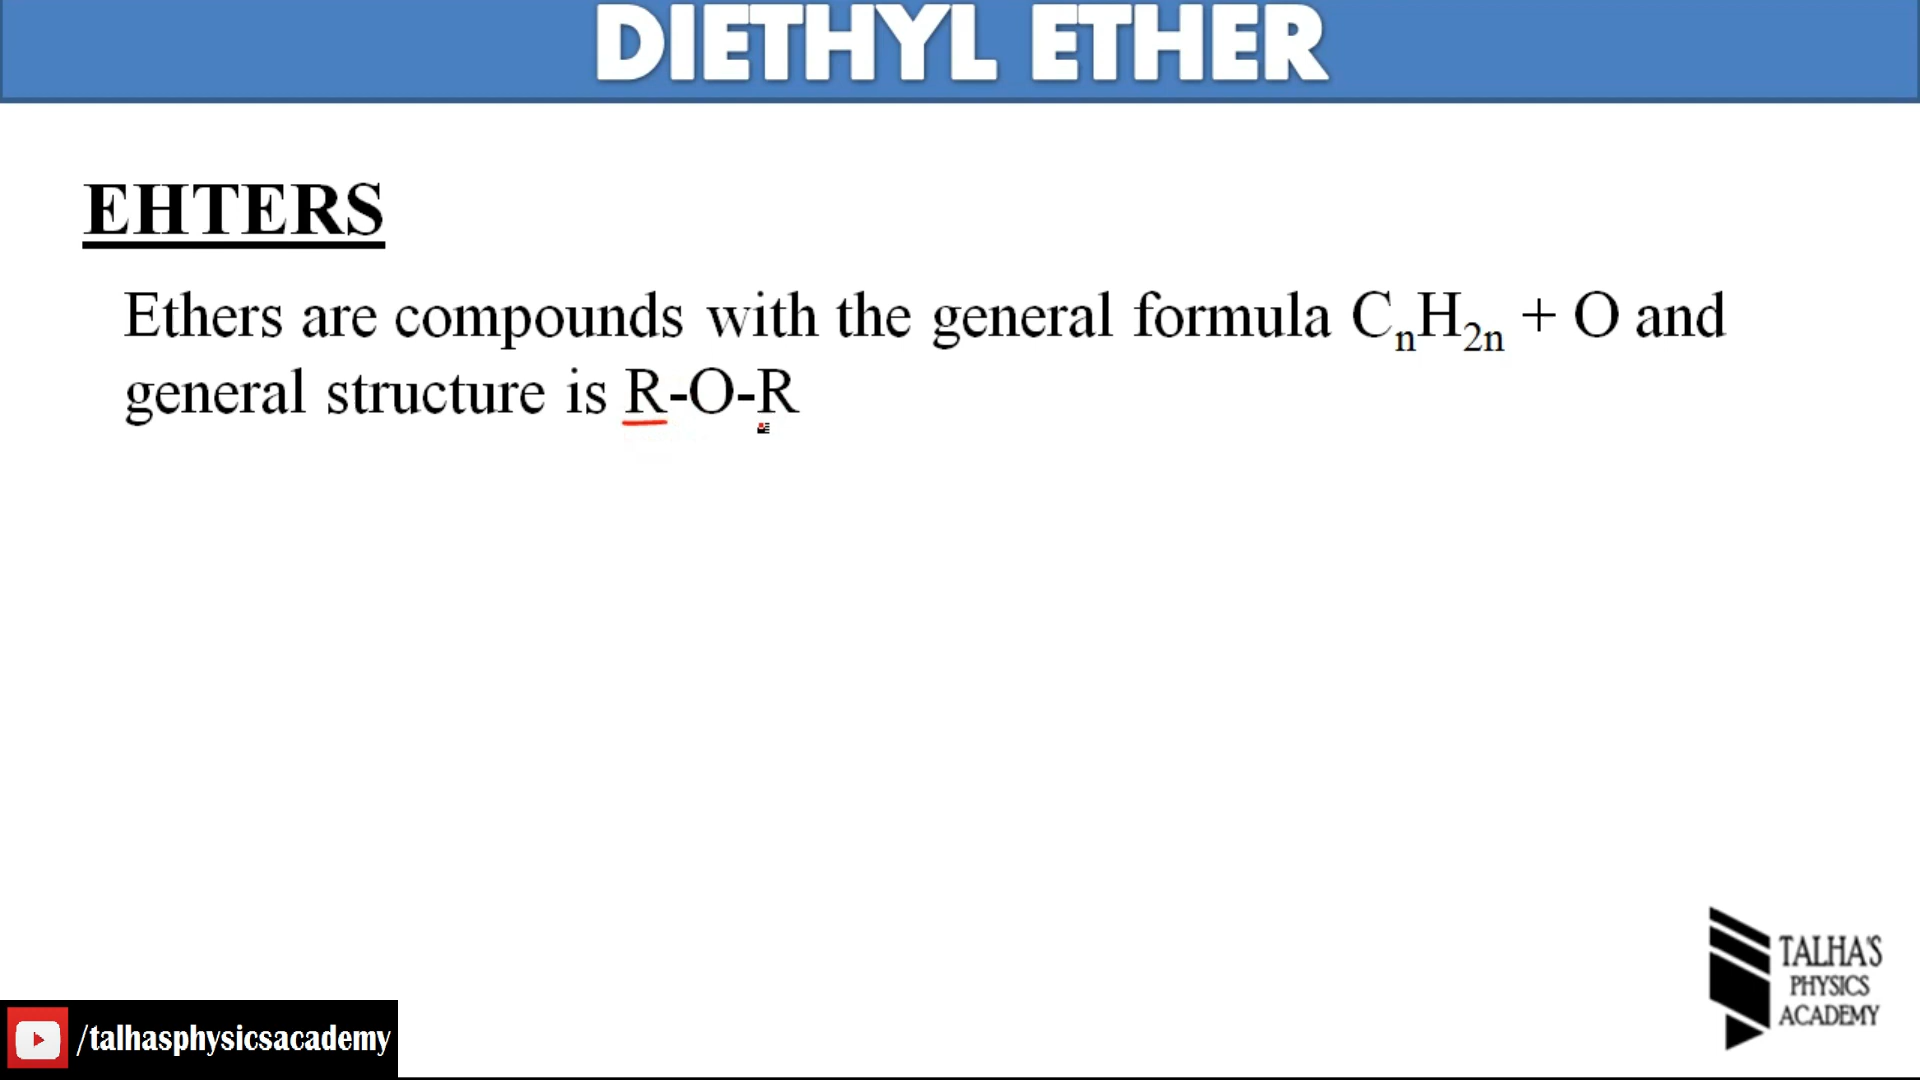 DIETHYL ETHER
EHTERS
Ethers are compounds with the general formula CₙH₂ₙ + O and
general structure is R-O-R
TALHA'S
PHYSICS
ACADEMY
/talhasphysicsacademy